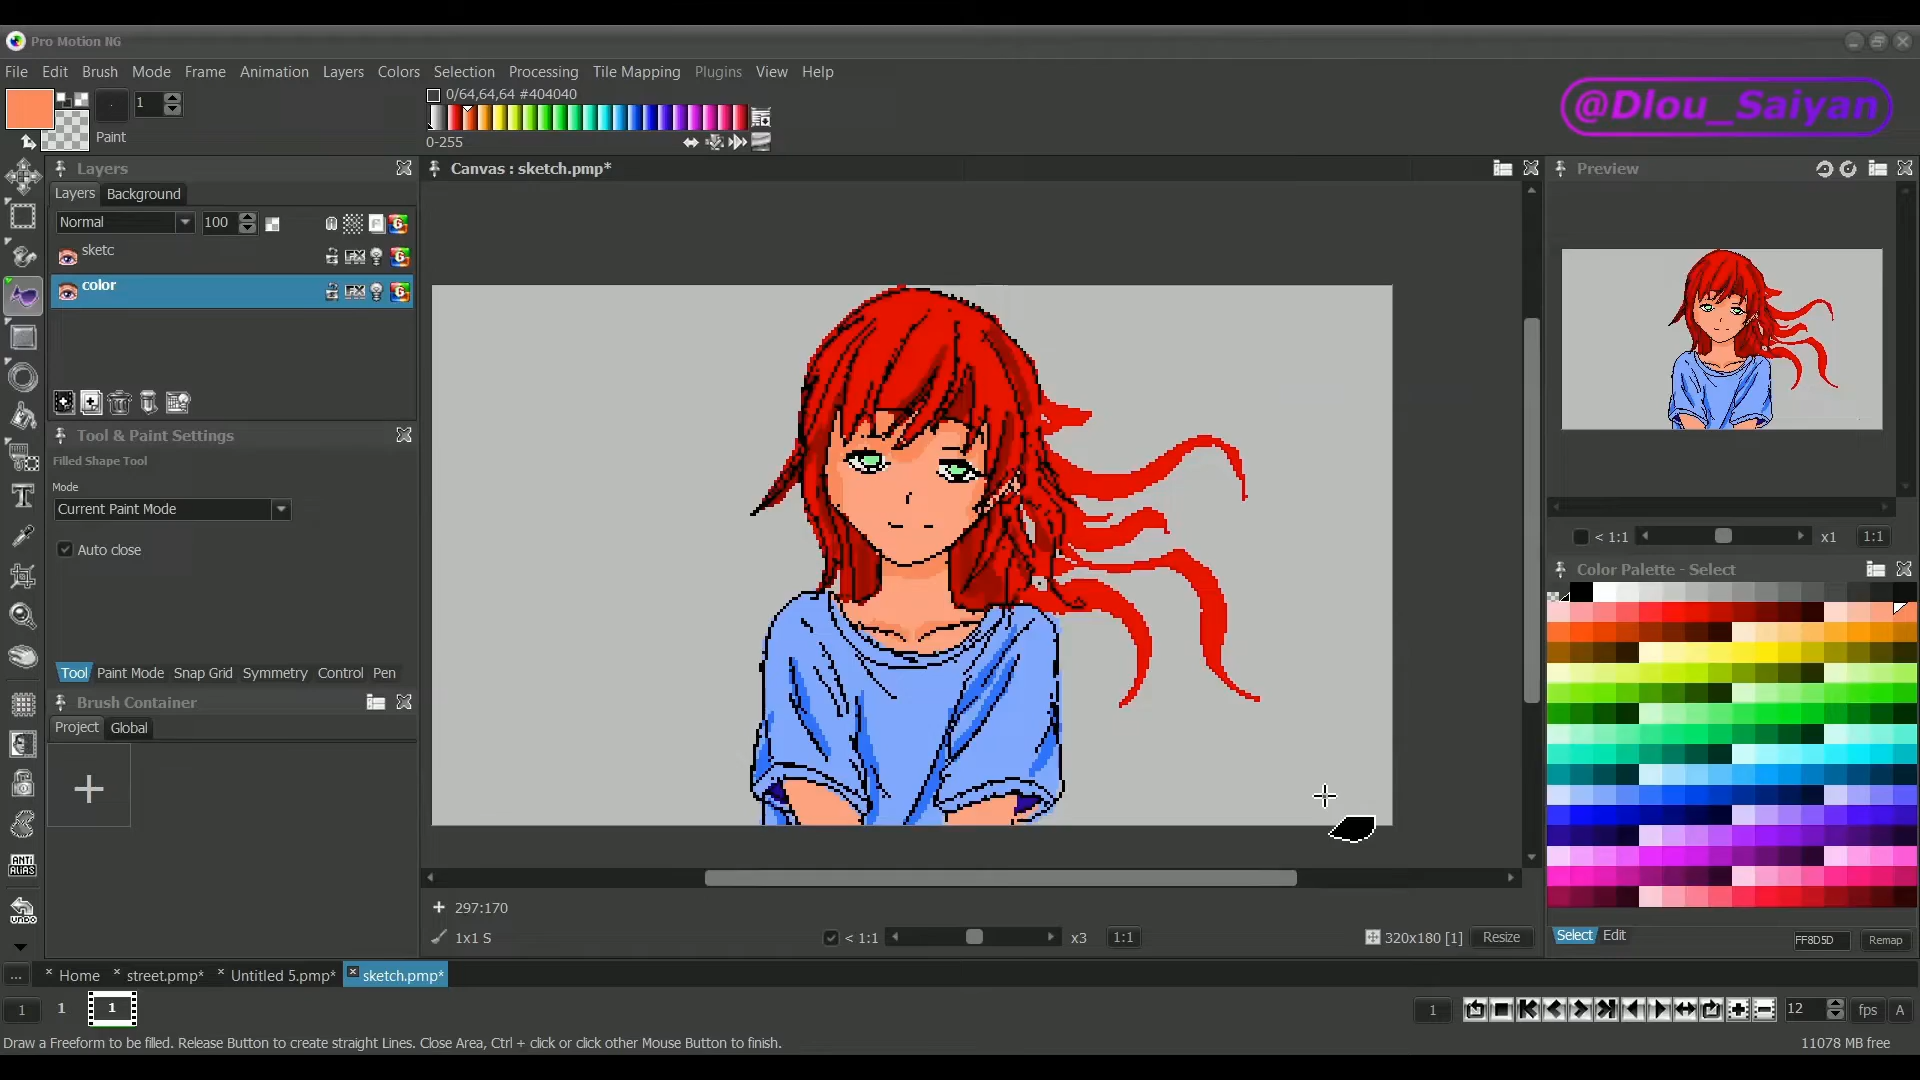 Pro Motion NG
File Edit Brush Mode Frame Animation Layers Colors Selection Processing Tile Mapping Plugins View Help
0/64,64,64 #404040
1
@Dlou_Saiyan
Paint
0-255
Layers
Canvas : sketch.pmp*
Preview
Layers Background
Normal 100
sketc
color
Tool & Paint Settings
Filled Shape Tool
Mode
Current Paint Mode
Auto close
< 1:1 x1 1:1
Color Palette - Select
Tool Paint Mode Snap Grid Symmetry Control Pen
Brush Container
Project Global
ANTI
ALIAS
UNDO
297:170
1x1 S
< 1:1 x3 1:1
320x180 [1] Resize
Select Edit
FF8D5D Remap
... Home street.pmp* Untitled 5.pmp* sketch.pmp*
1 1 1
1 12 fps A
Draw a Freeform to be filled. Release Button to create straight Lines. Close Area, Ctrl + click or click other Mouse Button to finish.
11078 MB free